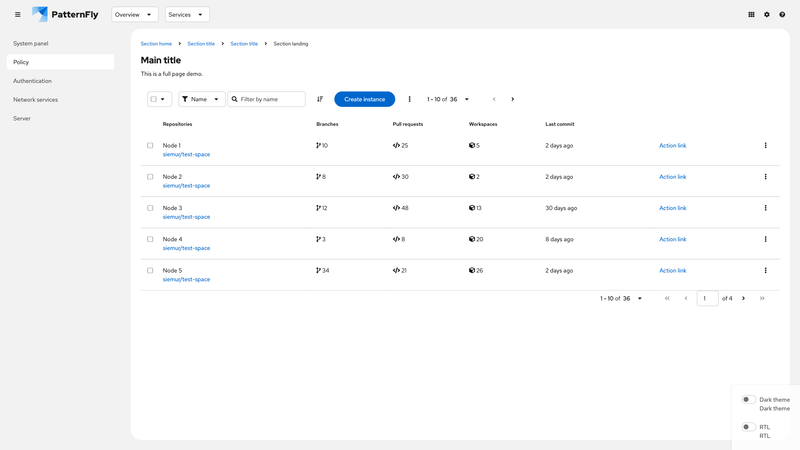 PatternFly Overview Services
System panel
Policy
Authentication
Network services
Server
Section home Section title Section title Section landing
Main title
This is a full page demo.
Name Filter by name Create instance 1 - 10 of 36
Repositories Branches Pull requests Workspaces Last commit
Node 1 10 25 5 2 days ago Action link
siemur/test-space
Node 2 8 30 2 2 days ago Action link
siemur/test-space
Node 3 12 48 13 30 days ago Action link
siemur/test-space
Node 4 3 8 20 8 days ago Action link
siemur/test-space
Node 5 34 21 26 2 days ago Action link
siemur/test-space
1 - 10 of 36 1 of 4
Dark theme
Dark theme
RTL
RTL